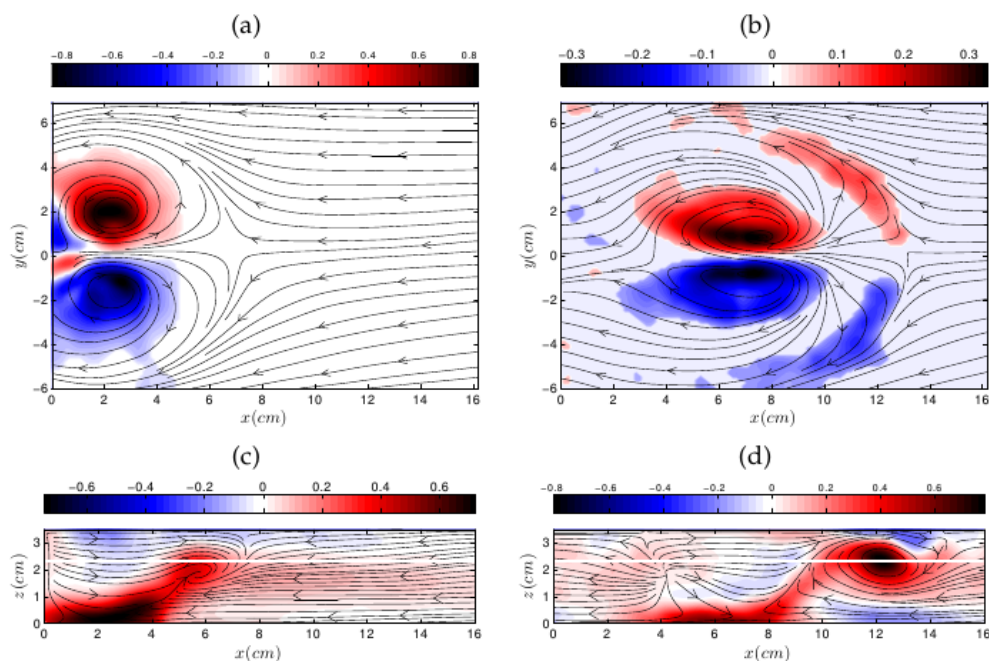 (a) (b)
−0.8 −0.6 −0.4 −0.2 0 0.2 0.4 0.6 0.8 −0.3 −0.2 −0.1 0 0.1 0.2 0.3
6 6
4 4
2 2
y(cm) 0 y(cm) 0
−2 −2
−4 −4
−6 −6
0 2 4 6 8 10 12 14 16 0 2 4 6 8 10 12 14 16
x(cm) x(cm)
(c) (d)
−0.6 −0.4 −0.2 0 0.2 0.4 0.6 −0.8 −0.6 −0.4 −0.2 0 0.2 0.4 0.6
3 3
z(cm) 2 z(cm) 2
1 1
0 0
0 2 4 6 8 10 12 14 16 0 2 4 6 8 10 12 14 16
x(cm) x(cm)